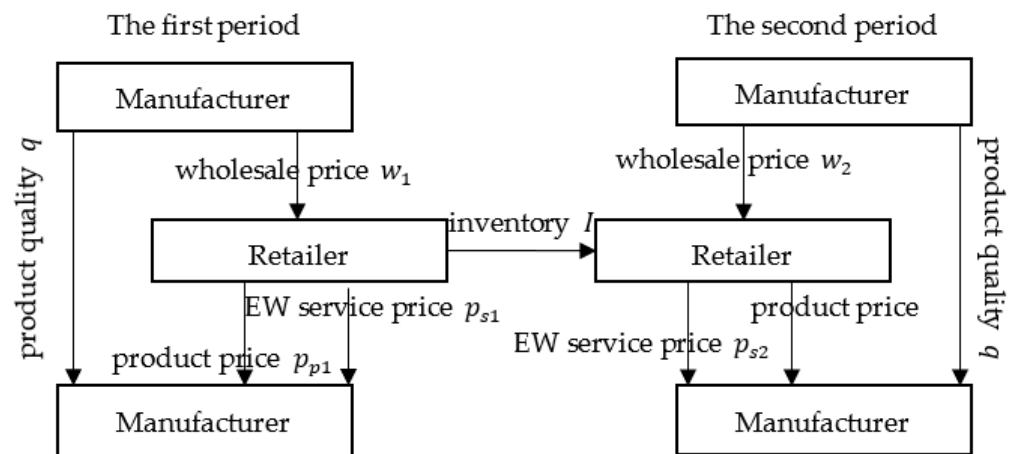 The first period
The second period
Manufacturer
Manufacturer
product quality q
wholesale price w₁
wholesale price w₂
product quality q
inventory I
Retailer
Retailer
EW service price pₛ₁
product price
EW service price pₛ₂
product price pₚ₁
Manufacturer
Manufacturer